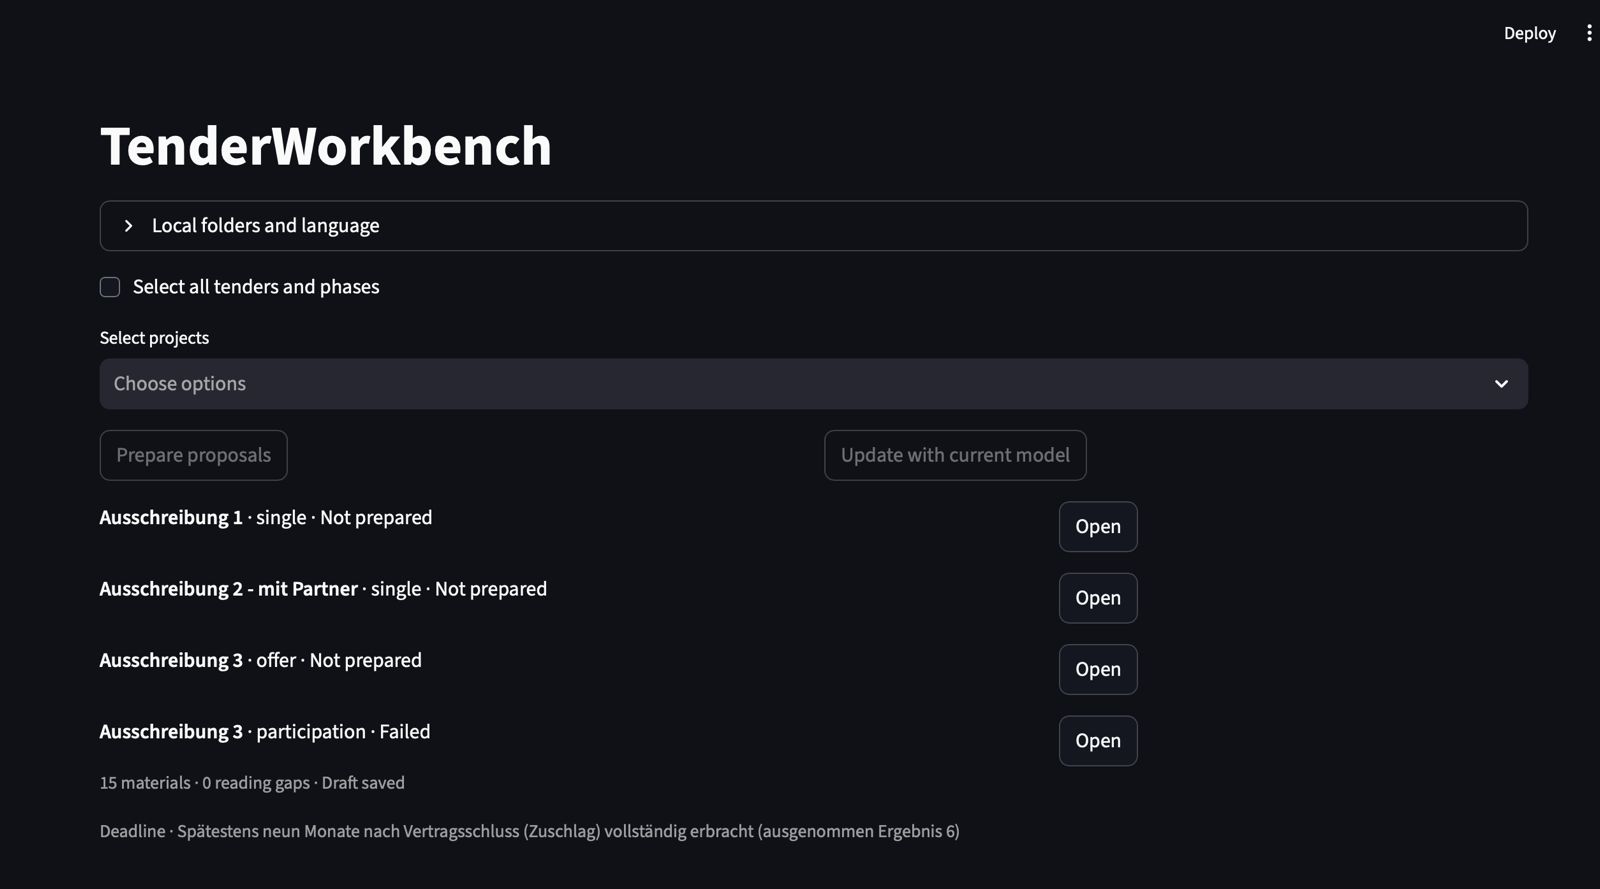 Deploy
TenderWorkbench
Local folders and language
Select all tenders and phases
Select projects
Choose options
Prepare proposals
Update with current model
Ausschreibung 1 · single · Not prepared
Open
Ausschreibung 2 - mit Partner · single · Not prepared
Open
Ausschreibung 3 · offer · Not prepared
Open
Ausschreibung 3 · participation · Failed
Open
15 materials · 0 reading gaps · Draft saved
Deadline · Spätestens neun Monate nach Vertragsschluss (Zuschlag) vollständig erbracht (ausgenommen Ergebnis 6)